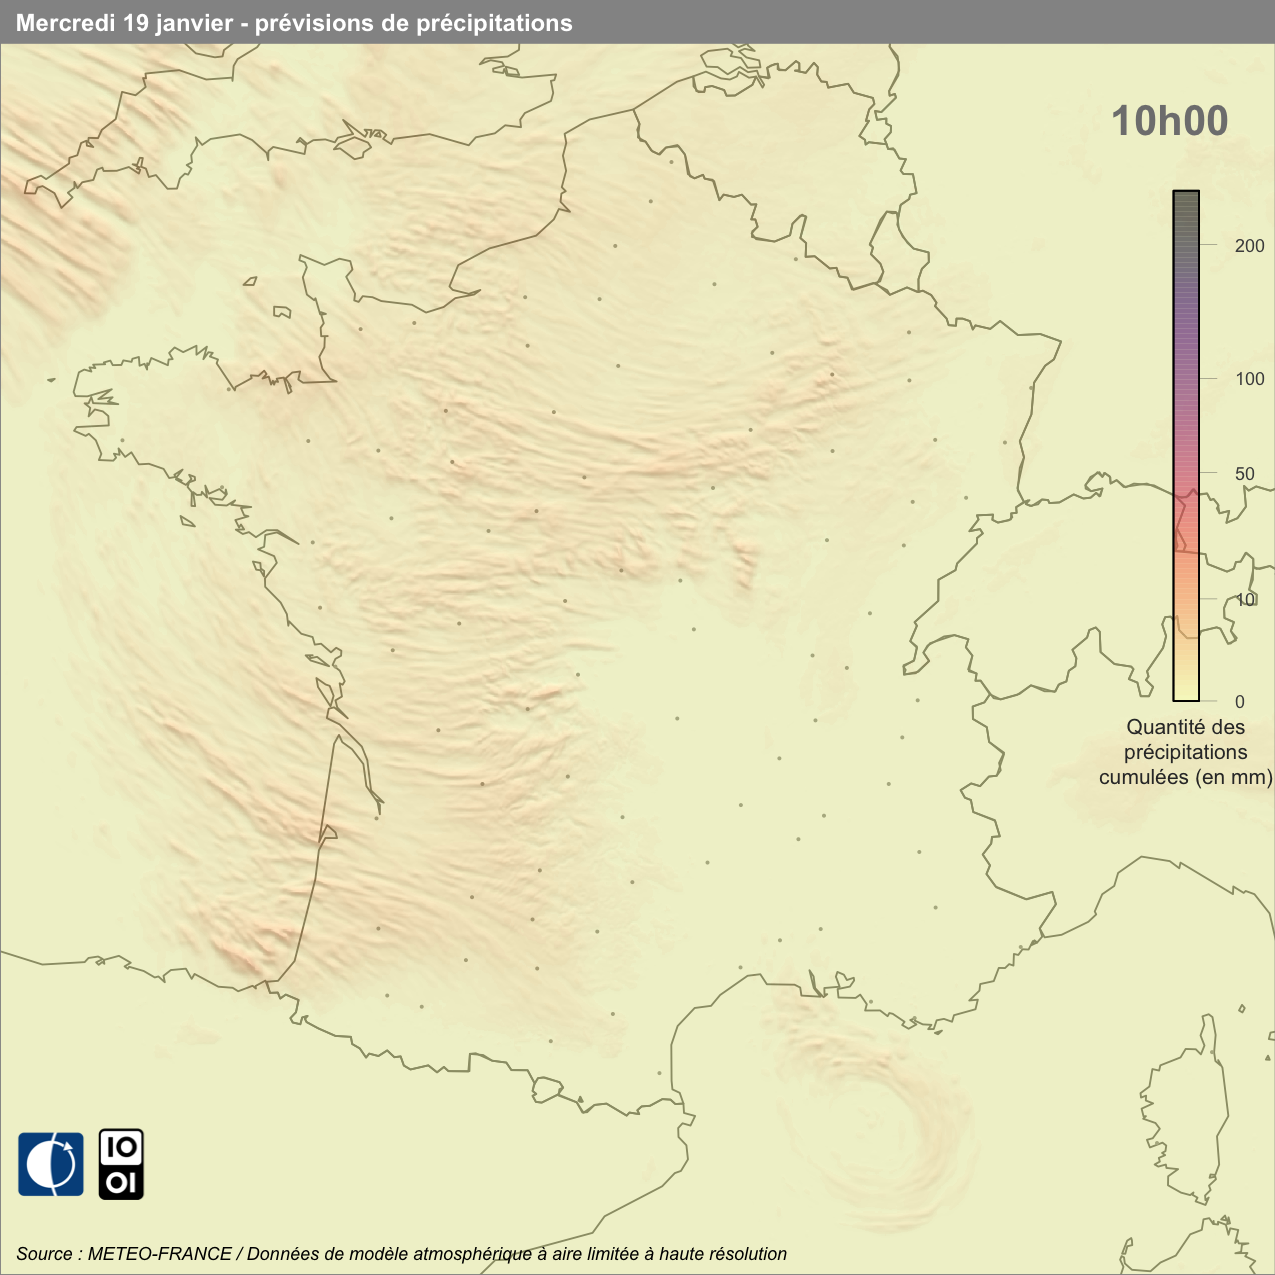 Mercredi 19 janvier - prévisions de précipitations
10h00
200
100
50
10
0
Quantité des
précipitations
cumulées (en mm)
IO
OI
Source : METEO-FRANCE / Données de modèle atmosphérique à aire limitée à haute résolution